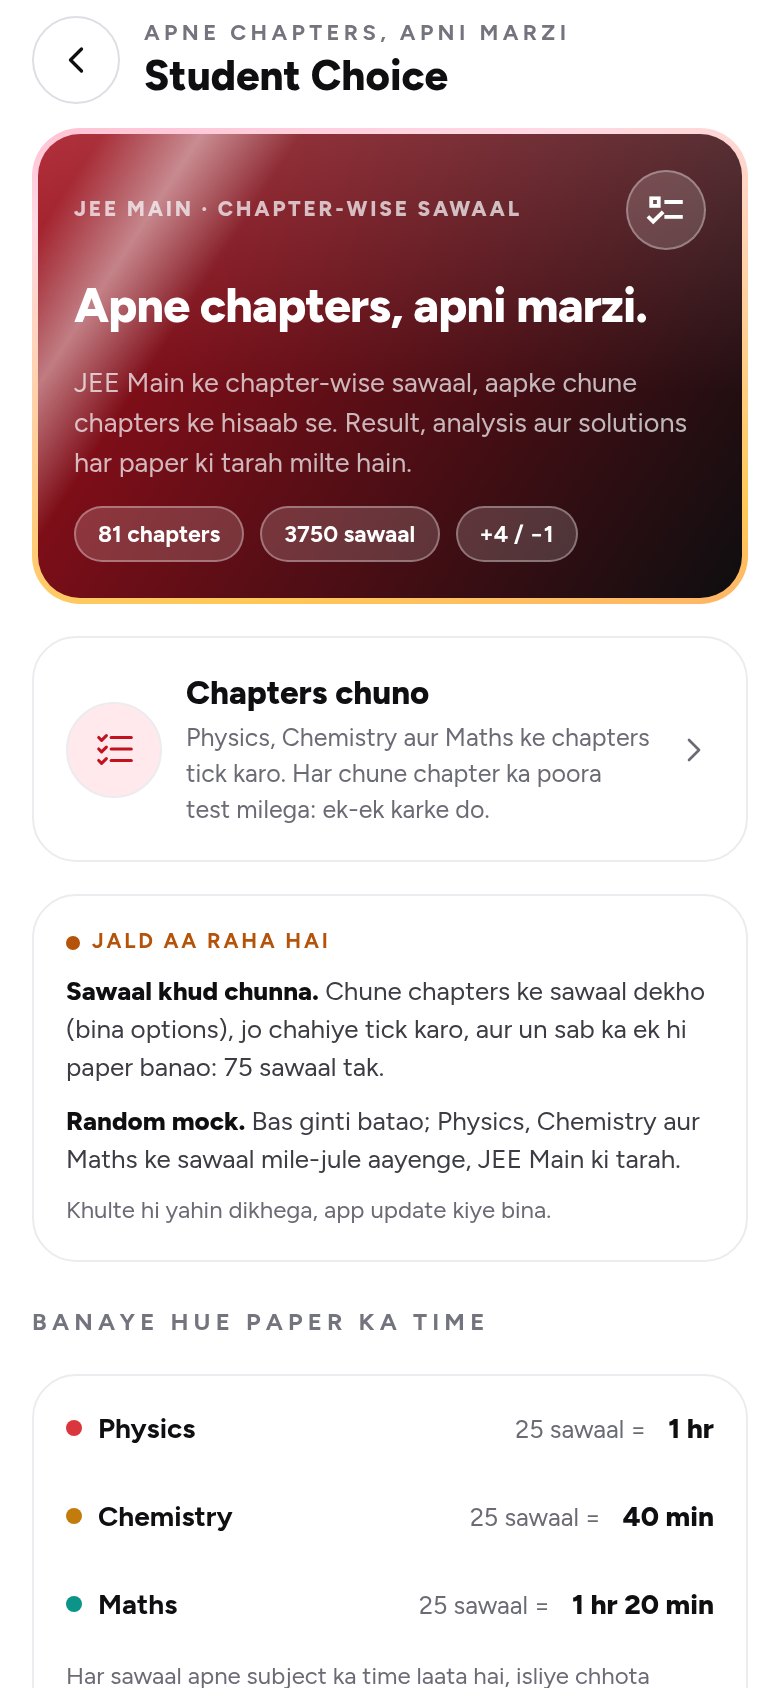 APNE CHAPTERS, APNI MARZI
Student Choice
JEE MAIN · CHAPTER-WISE SAWAAL
Apne chapters, apni marzi.
JEE Main ke chapter-wise sawaal, aapke chune
chapters ke hisaab se. Result, analysis aur solutions
har paper ki tarah milte hain.
81 chapters
3750 sawaal
+4 / −1
Chapters chuno
Physics, Chemistry aur Maths ke chapters
tick karo. Har chune chapter ka poora
test milega: ek-ek karke do.
JALD AA RAHA HAI
Sawaal khud chunna. Chune chapters ke sawaal dekho
(bina options), jo chahiye tick karo, aur un sab ka ek hi
paper banao: 75 sawaal tak.
Random mock. Bas ginti batao; Physics, Chemistry aur
Maths ke sawaal mile-jule aayenge, JEE Main ki tarah.
Khulte hi yahin dikhega, app update kiye bina.
BANAYE HUE PAPER KA TIME
Physics 25 sawaal = 1 hr
Chemistry 25 sawaal = 40 min
Maths 25 sawaal = 1 hr 20 min
Har sawaal apne subject ka time laata hai, isliye chhota